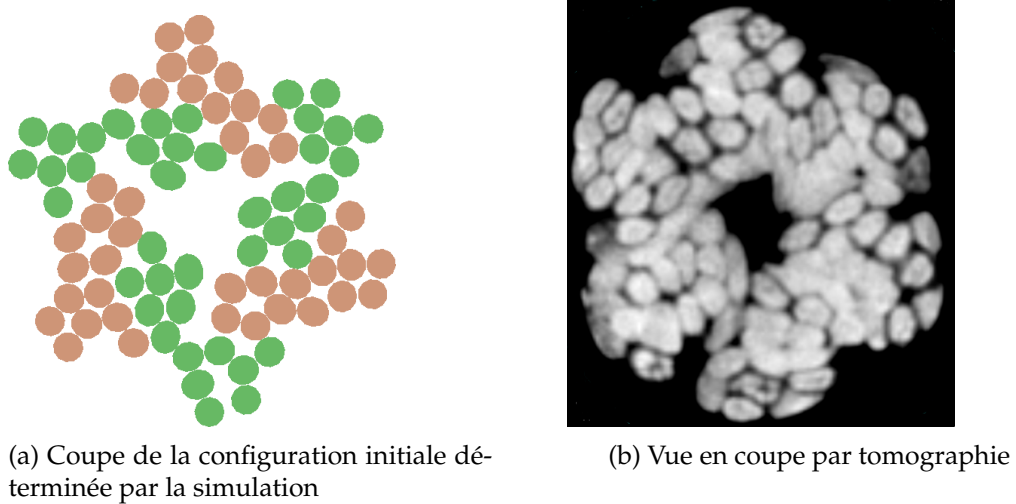 (a) Coupe de la configuration initiale dé-
terminée par la simulation
(b) Vue en coupe par tomographie